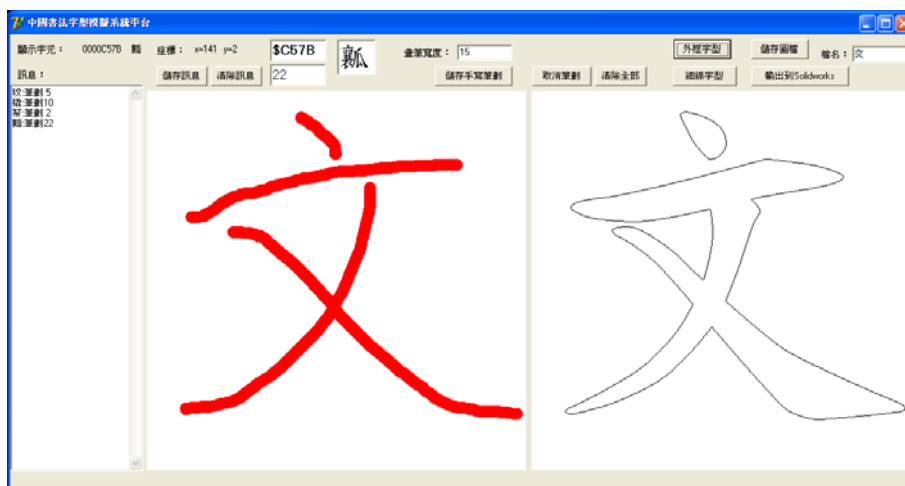 中國書法字型模擬系統平台
顯示字元： 0000C57B 座標： x=141 y=2 $C57B 畫筆寬度： 15 外框字型 儲存圖檔 檔名： 文
訊息： 儲存訊息 清除訊息 22 儲存手寫筆劃 取消筆劃 清除全部 細線字型 輸出到Solidworks
筆劃 5
筆劃10
筆劃 2
筆劃22
文 文